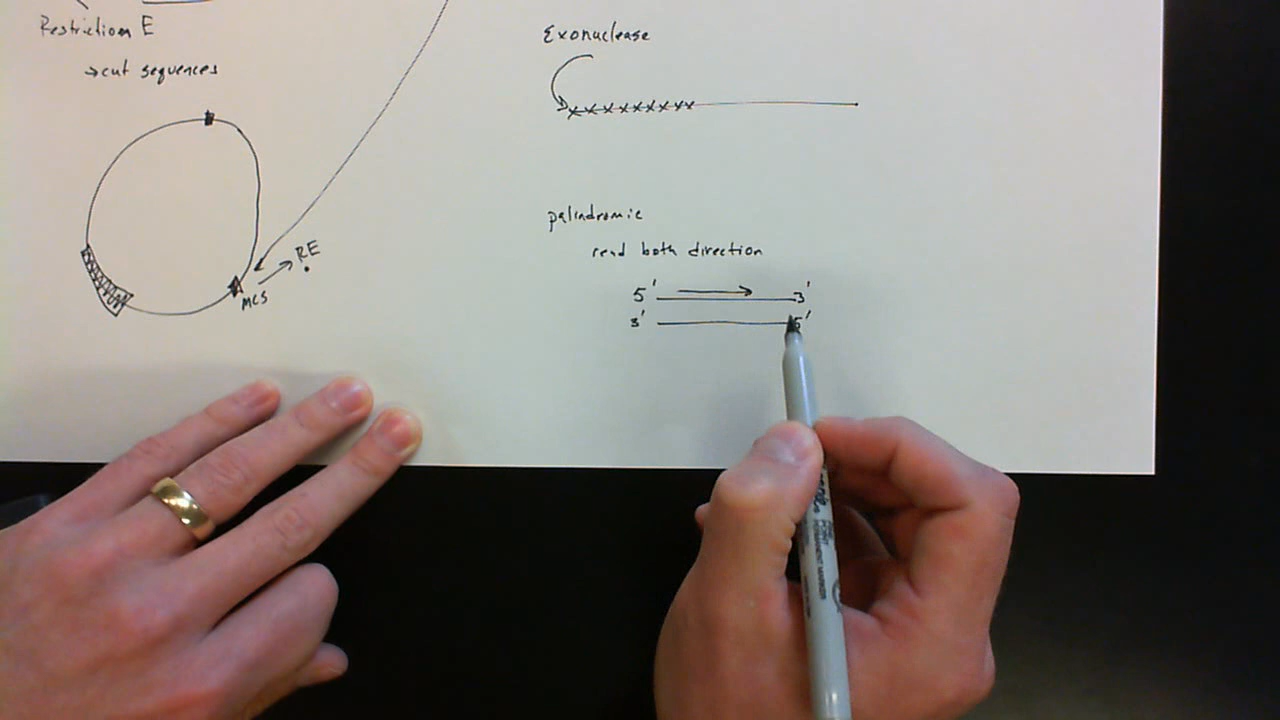 Restriction E
→cut sequences
RE
MCS
Exonuclease
palindromic
read both direction
5' 3'
3' 5'